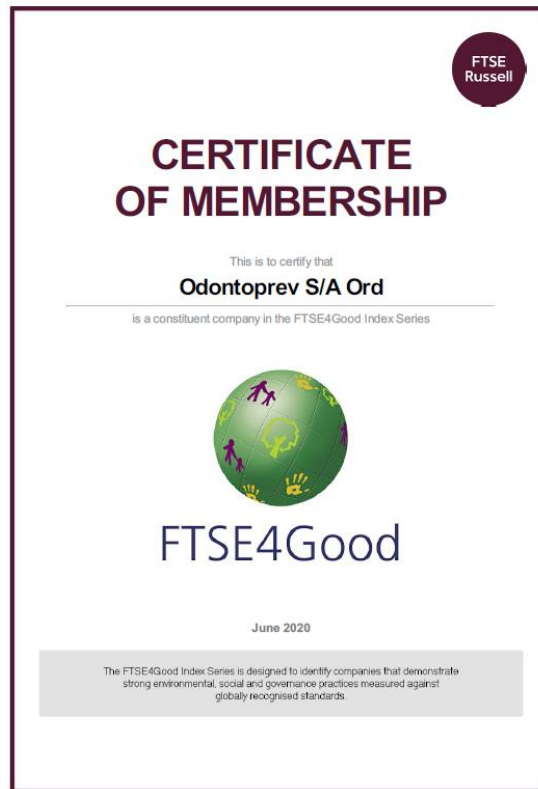 FTSE
Russell
CERTIFICATE
OF MEMBERSHIP
This is to certify that
Odontoprev S/A Ord
is a constituent company in the FTSE4Good Index Series
FTSE4Good
June 2020
The FTSE4Good Index Series is designed to identify companies that demonstrate
strong environmental, social and governance practices measured against
globally recognised standards.